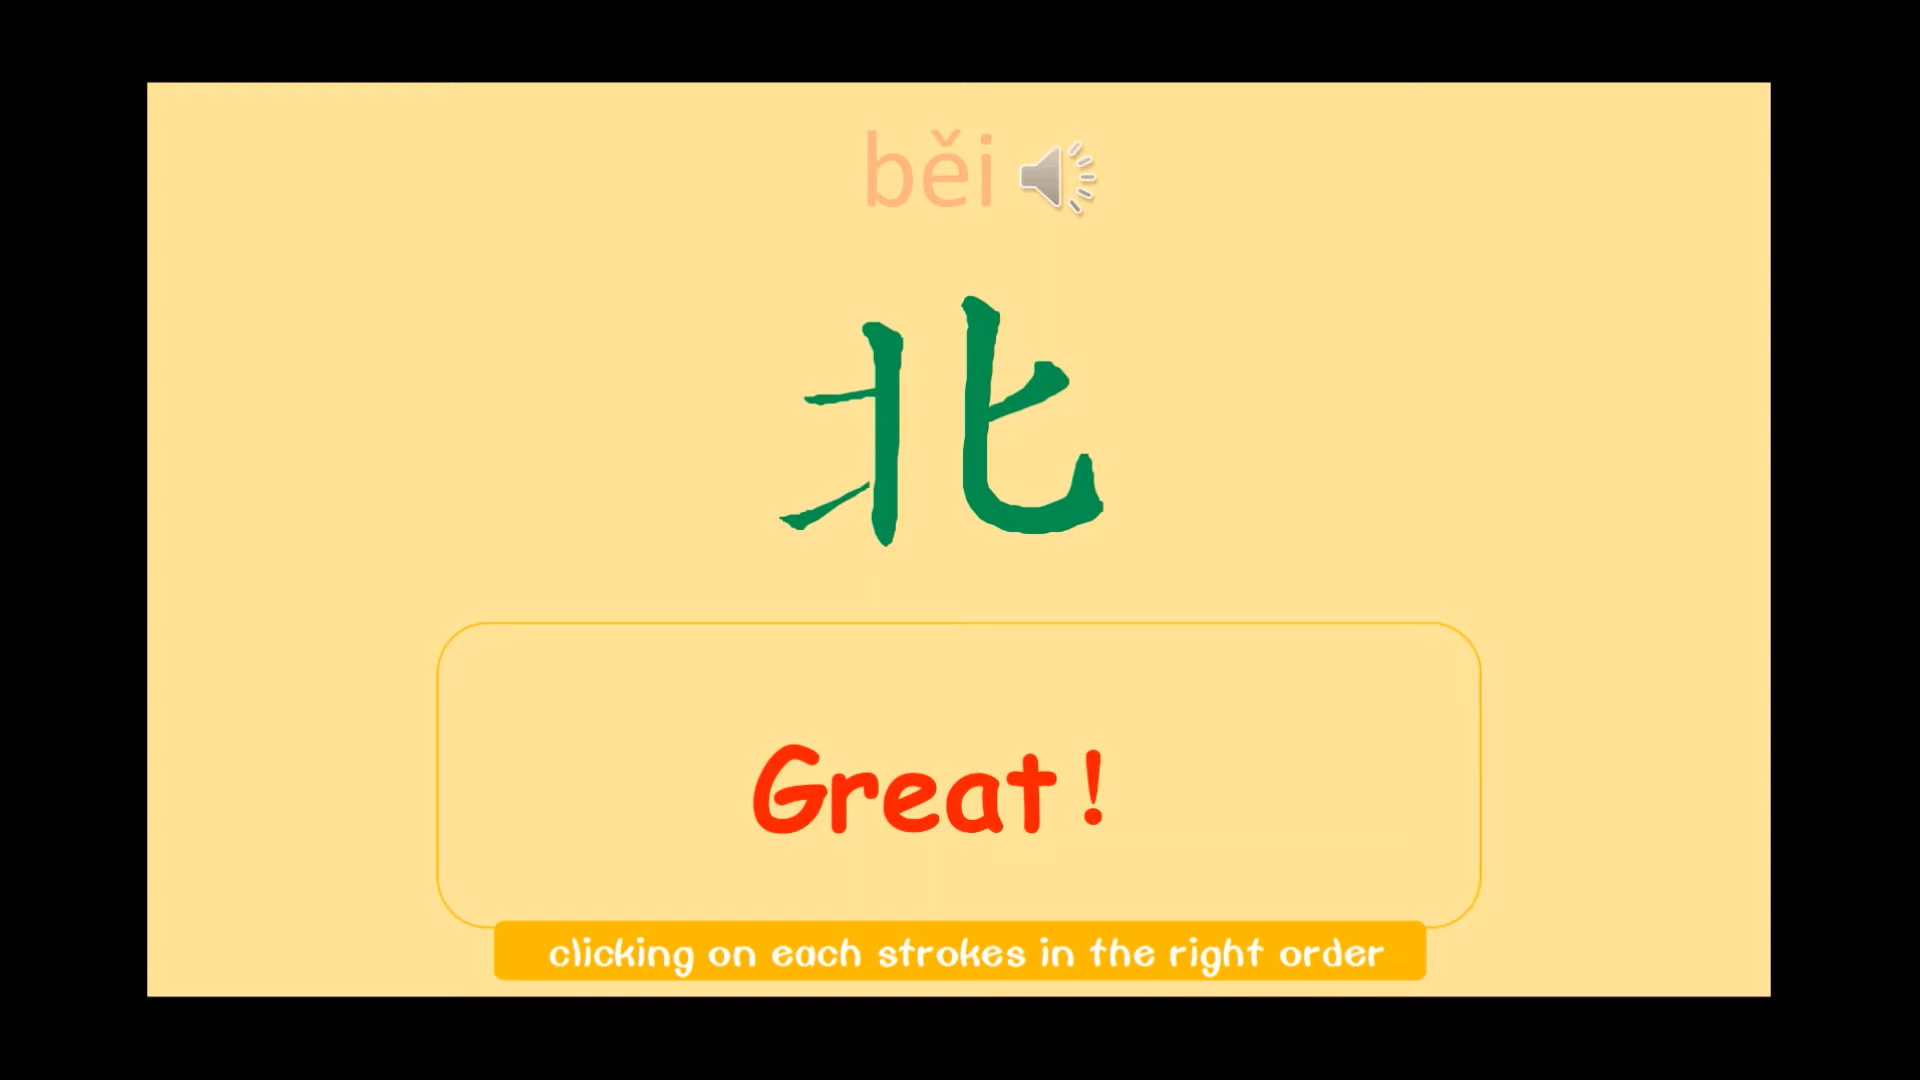 běi
北
Great!
clicking on each strokes in the right order